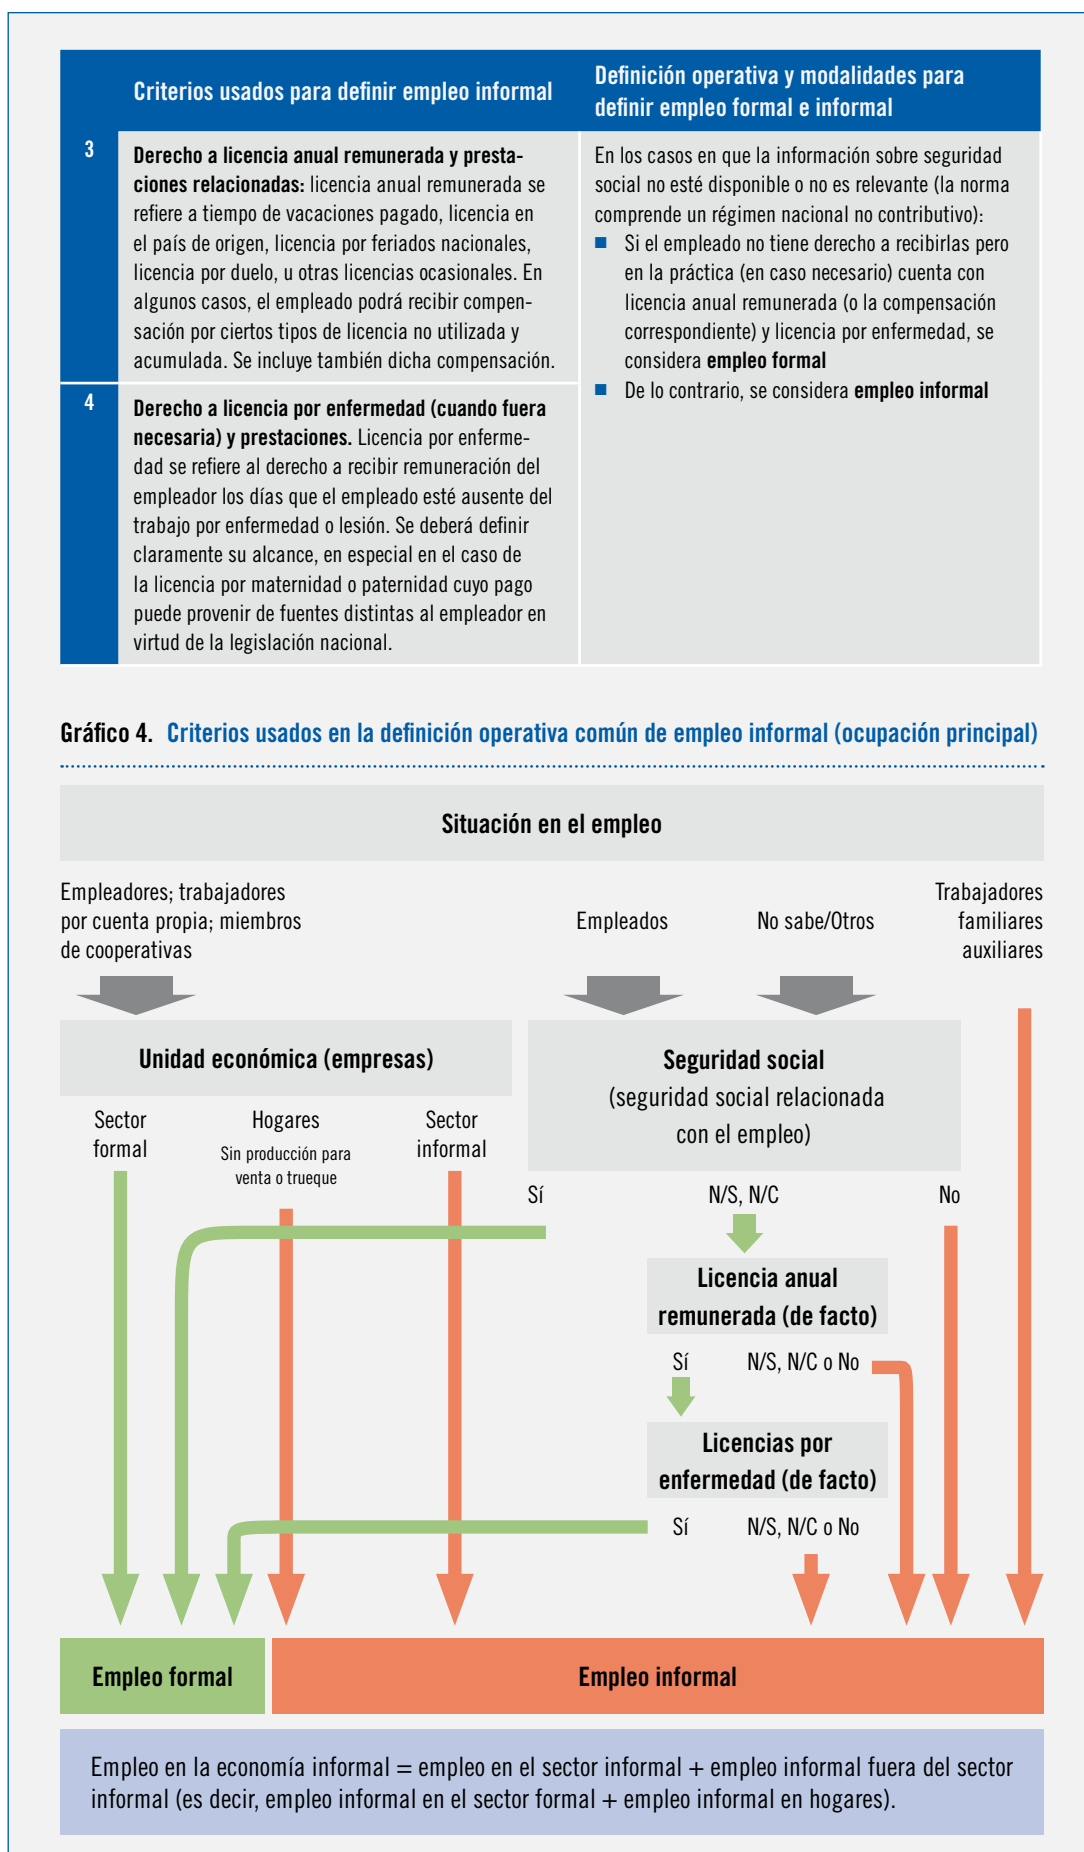 Criterios usados para definir empleo informal
Definición operativa y modalidades para
definir empleo formal e informal
3
Derecho a licencia anual remunerada y presta-
ciones relacionadas: licencia anual remunerada se
refiere a tiempo de vacaciones pagado, licencia en
el país de origen, licencia por feriados nacionales,
licencia por duelo, u otras licencias ocasionales. En
algunos casos, el empleado podrá recibir compen-
sación por ciertos tipos de licencia no utilizada y
acumulada. Se incluye también dicha compensación.
4
Derecho a licencia por enfermedad (cuando fuera
necesaria) y prestaciones. Licencia por enferme-
dad se refiere al derecho a recibir remuneración del
empleador los días que el empleado esté ausente del
trabajo por enfermedad o lesión. Se deberá definir
claramente su alcance, en especial en el caso de
la licencia por maternidad o paternidad cuyo pago
puede provenir de fuentes distintas al empleador en
virtud de la legislación nacional.
En los casos en que la información sobre seguridad
social no esté disponible o no es relevante (la norma
comprende un régimen nacional no contributivo):
■ Si el empleado no tiene derecho a recibirlas pero
en la práctica (en caso necesario) cuenta con
licencia anual remunerada (o la compensación
correspondiente) y licencia por enfermedad, se
considera empleo formal
■ De lo contrario, se considera empleo informal
Gráfico 4. Criterios usados en la definición operativa común de empleo informal (ocupación principal)
Situación en el empleo
Empleadores; trabajadores
por cuenta propia; miembros
de cooperativas
Empleados
No sabe/Otros
Trabajadores
familiares
auxiliares
Unidad económica (empresas)
Seguridad social
(seguridad social relacionada
con el empleo)
Sector
formal
Hogares
Sin producción para
venta o trueque
Sector
informal
Sí
N/S, N/C
No
Licencia anual
remunerada (de facto)
Sí
N/S, N/C o No
Licencias por
enfermedad (de facto)
Sí
N/S, N/C o No
Empleo formal
Empleo informal
Empleo en la economía informal = empleo en el sector informal + empleo informal fuera del sector
informal (es decir, empleo informal en el sector formal + empleo informal en hogares).